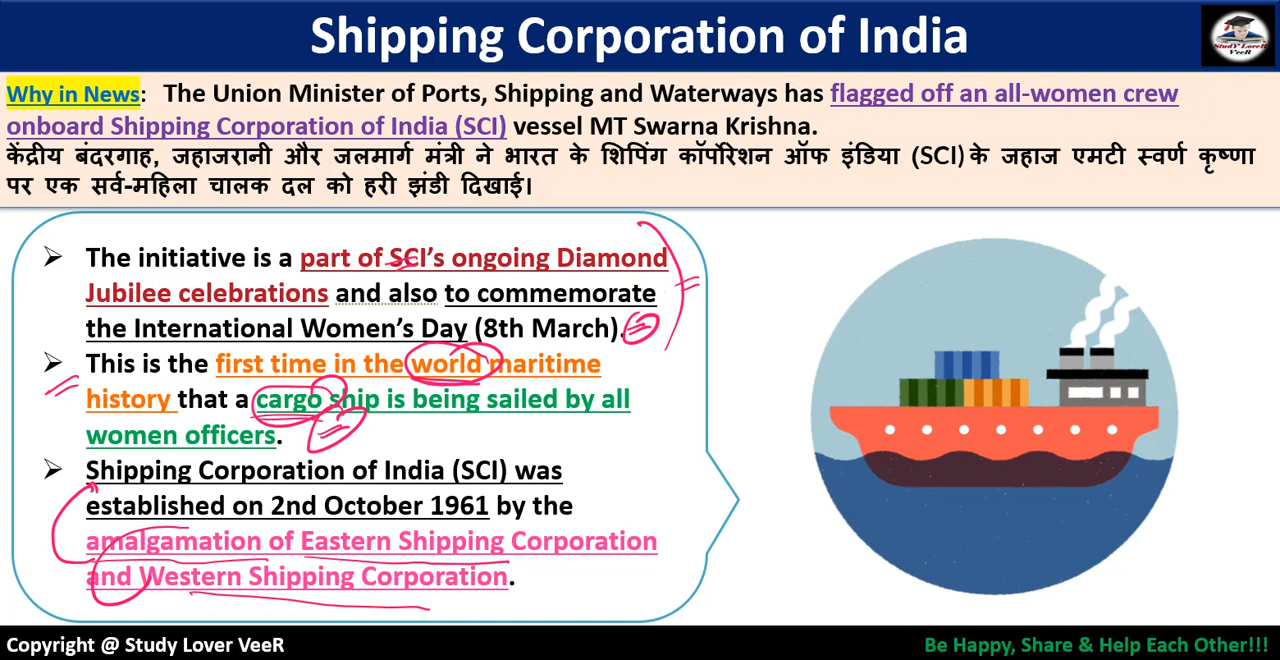 Shipping Corporation of India
StudY LoveR
VeeR
Why in News: The Union Minister of Ports, Shipping and Waterways has flagged off an all-women crew
onboard Shipping Corporation of India (SCI) vessel MT Swarna Krishna.
केंद्रीय बंदरगाह, जहाजरानी और जलमार्ग मंत्री ने भारत के शिपिंग कॉर्पोरेशन ऑफ इंडिया (SCI) के जहाज एमटी स्वर्ण कृष्णा
पर एक सर्व-महिला चालक दल को हरी झंडी दिखाई।
➢ The initiative is a part of SCI's ongoing Diamond
Jubilee celebrations and also to commemorate
the International Women's Day (8th March).
➢ This is the first time in the world maritime
history that a cargo ship is being sailed by all
women officers.
➢ Shipping Corporation of India (SCI) was
established on 2nd October 1961 by the
amalgamation of Eastern Shipping Corporation
and Western Shipping Corporation.
Copyright @ Study Lover VeeR
Be Happy, Share & Help Each Other!!!